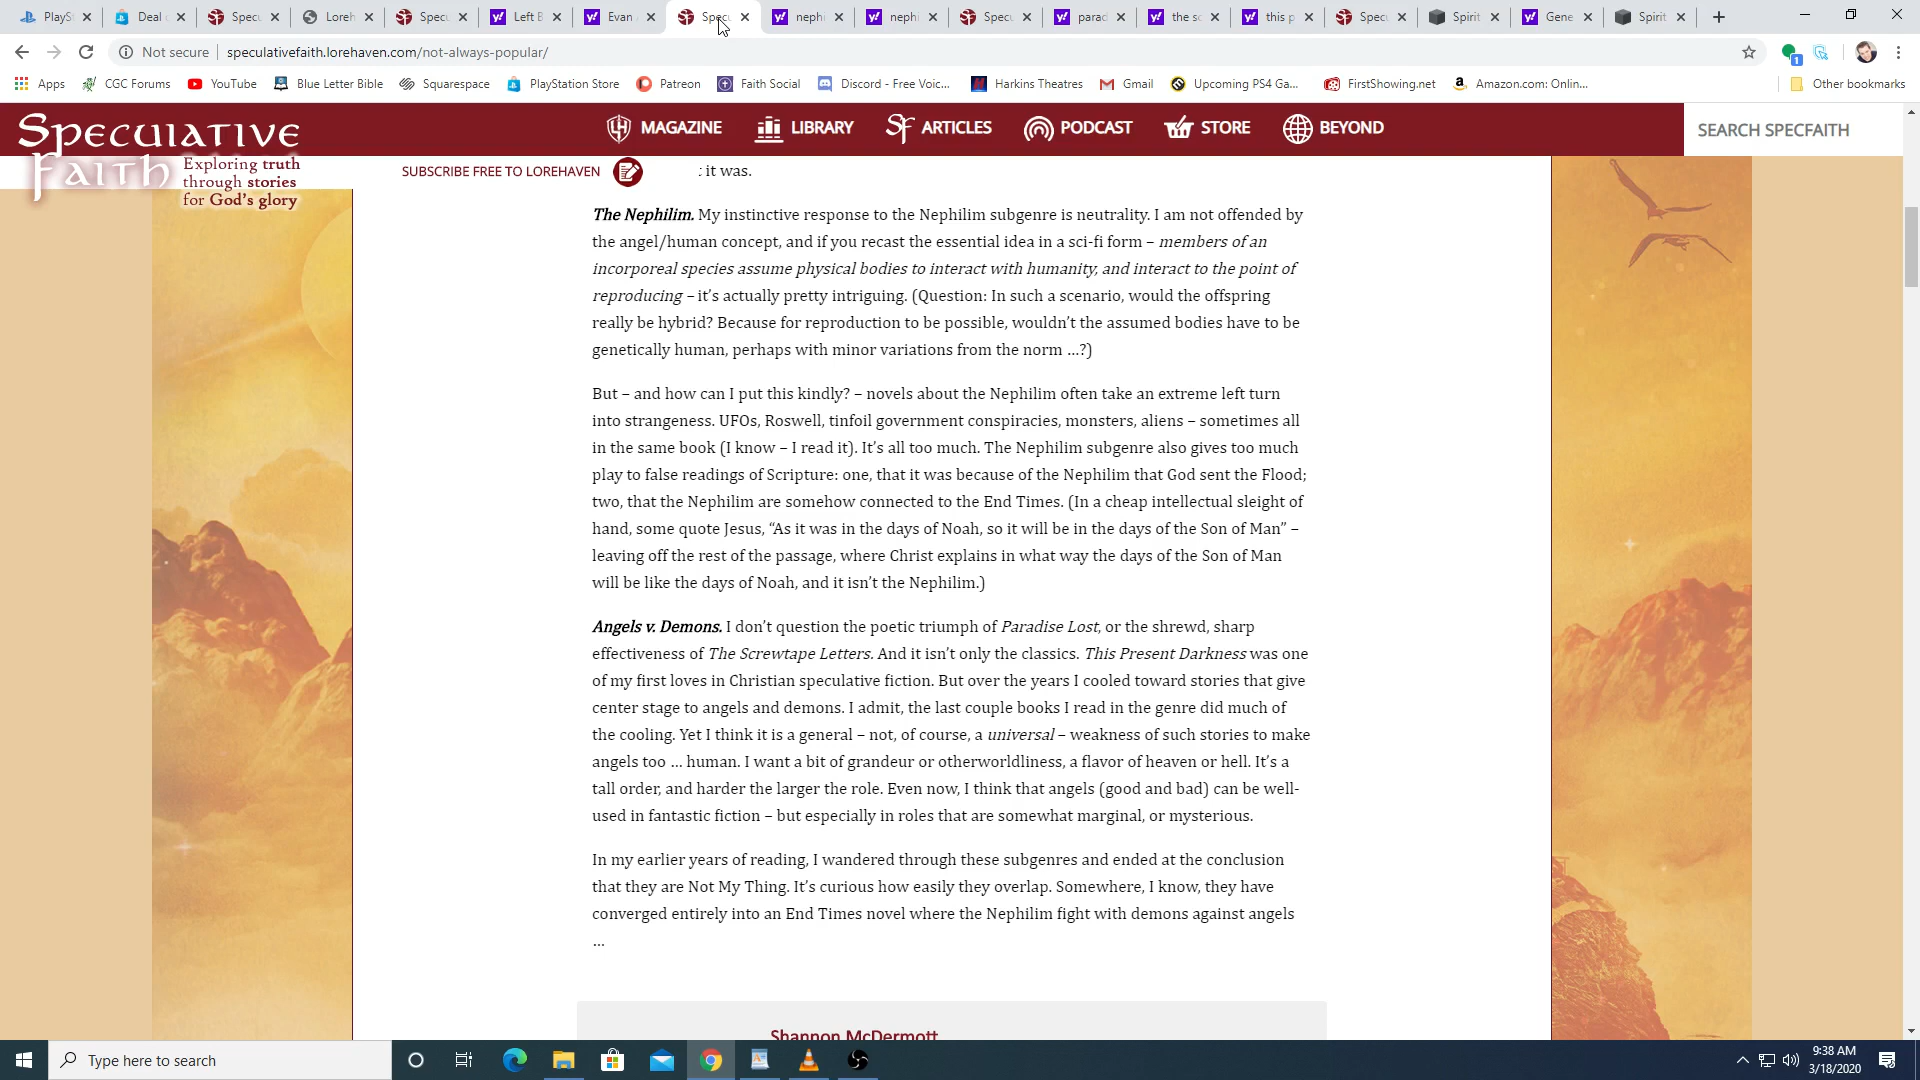 PlayS
Deal
Specu
Loreh
Specu
Left B
Evan
Specu
nephi
nephi
Specu
parad
the sc
this p
Specu
Spirit
Gene
Spirit
Not secure
speculativefaith.lorehaven.com/not-always-popular/
1
Apps
CGC Forums
YouTube
Blue Letter Bible
Squarespace
PlayStation Store
Patreon
Faith Social
Discord - Free Voic...
Harkins Theatres
Gmail
Upcoming PS4 Ga...
FirstShowing.net
Amazon.com: Onlin...
Other bookmarks
Speculative
Faith
Exploring truth
through stories
for God's glory
MAGAZINE
LIBRARY
ARTICLES
PODCAST
STORE
BEYOND
SEARCH SPECFAITH
SUBSCRIBE FREE TO LOREHAVEN
it was.
The Nephilim. My instinctive response to the Nephilim subgenre is neutrality. I am not offended by
the angel/human concept, and if you recast the essential idea in a sci-fi form – members of an
incorporeal species assume physical bodies to interact with humanity, and interact to the point of
reproducing – it's actually pretty intriguing. (Question: In such a scenario, would the offspring
really be hybrid? Because for reproduction to be possible, wouldn't the assumed bodies have to be
genetically human, perhaps with minor variations from the norm …?)
But – and how can I put this kindly? – novels about the Nephilim often take an extreme left turn
into strangeness. UFOs, Roswell, tinfoil government conspiracies, monsters, aliens – sometimes all
in the same book (I know – I read it). It's all too much. The Nephilim subgenre also gives too much
play to false readings of Scripture: one, that it was because of the Nephilim that God sent the Flood;
two, that the Nephilim are somehow connected to the End Times. (In a cheap intellectual sleight of
hand, some quote Jesus, “As it was in the days of Noah, so it will be in the days of the Son of Man” –
leaving off the rest of the passage, where Christ explains in what way the days of the Son of Man
will be like the days of Noah, and it isn't the Nephilim.)
Angels v. Demons. I don't question the poetic triumph of Paradise Lost, or the shrewd, sharp
effectiveness of The Screwtape Letters. And it isn't only the classics. This Present Darkness was one
of my first loves in Christian speculative fiction. But over the years I cooled toward stories that give
center stage to angels and demons. I admit, the last couple books I read in the genre did much of
the cooling. Yet I think it is a general – not, of course, a universal – weakness of such stories to make
angels too … human. I want a bit of grandeur or otherworldliness, a flavor of heaven or hell. It's a
tall order, and harder the larger the role. Even now, I think that angels (good and bad) can be well-
used in fantastic fiction – but especially in roles that are somewhat marginal, or mysterious.
In my earlier years of reading, I wandered through these subgenres and ended at the conclusion
that they are Not My Thing. It's curious how easily they overlap. Somewhere, I know, they have
converged entirely into an End Times novel where the Nephilim fight with demons against angels
…
Shannon McDermott
Type here to search
9:38 AM
3/18/2020